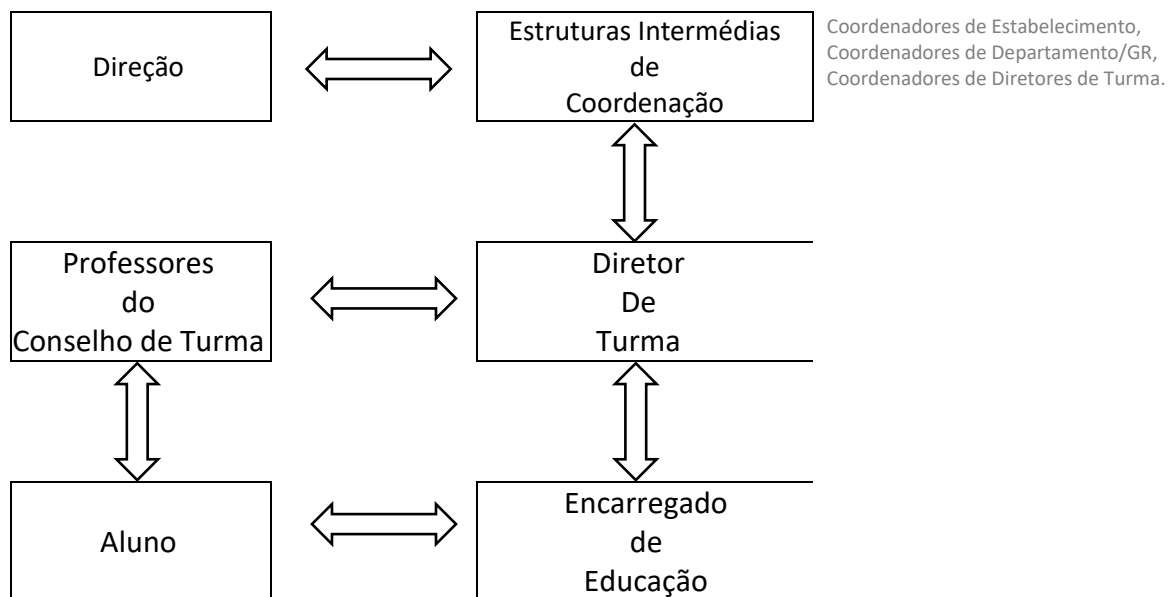 Direção
Estruturas Intermédias
de
Coordenação
Coordenadores de Estabelecimento,
Coordenadores de Departamento/GR,
Coordenadores de Diretores de Turma.
Professores
do
Conselho de Turma
Diretor
De
Turma
Aluno
Encarregado
de
Educação